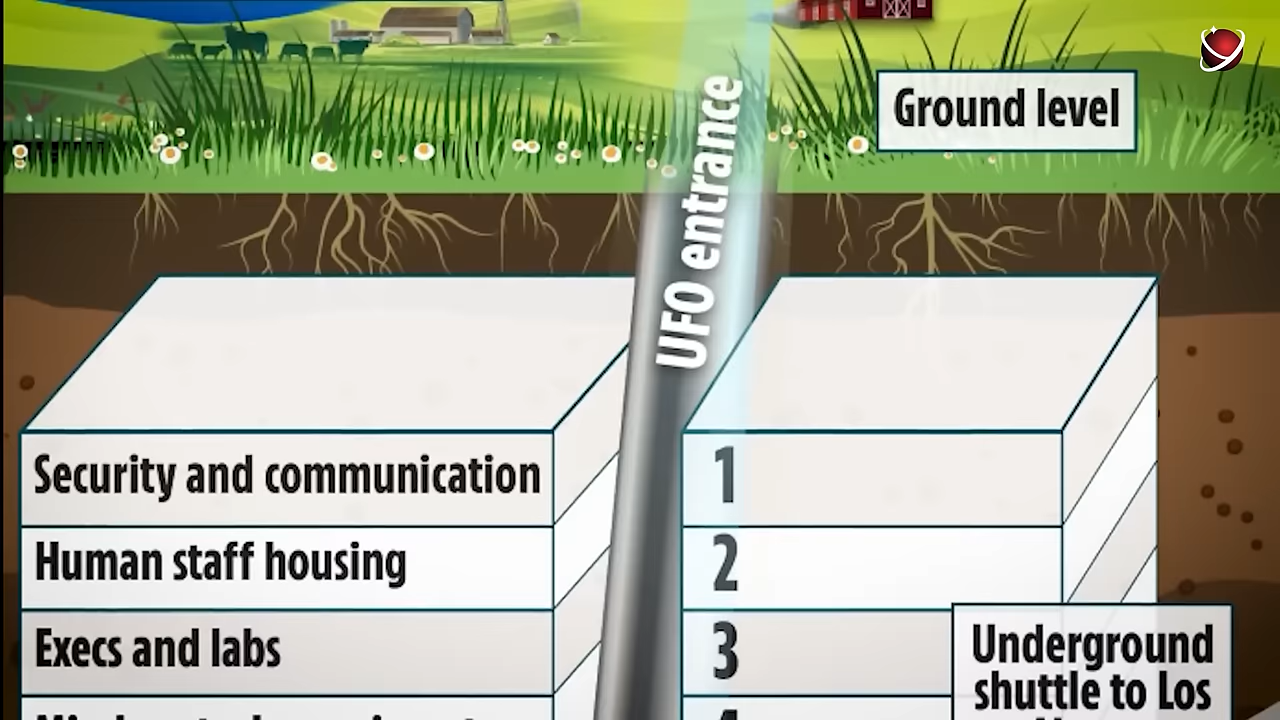 Ground level
UFO entrance
Security and communication
1
Human staff housing
2
Execs and labs
3
Underground
shuttle to Los